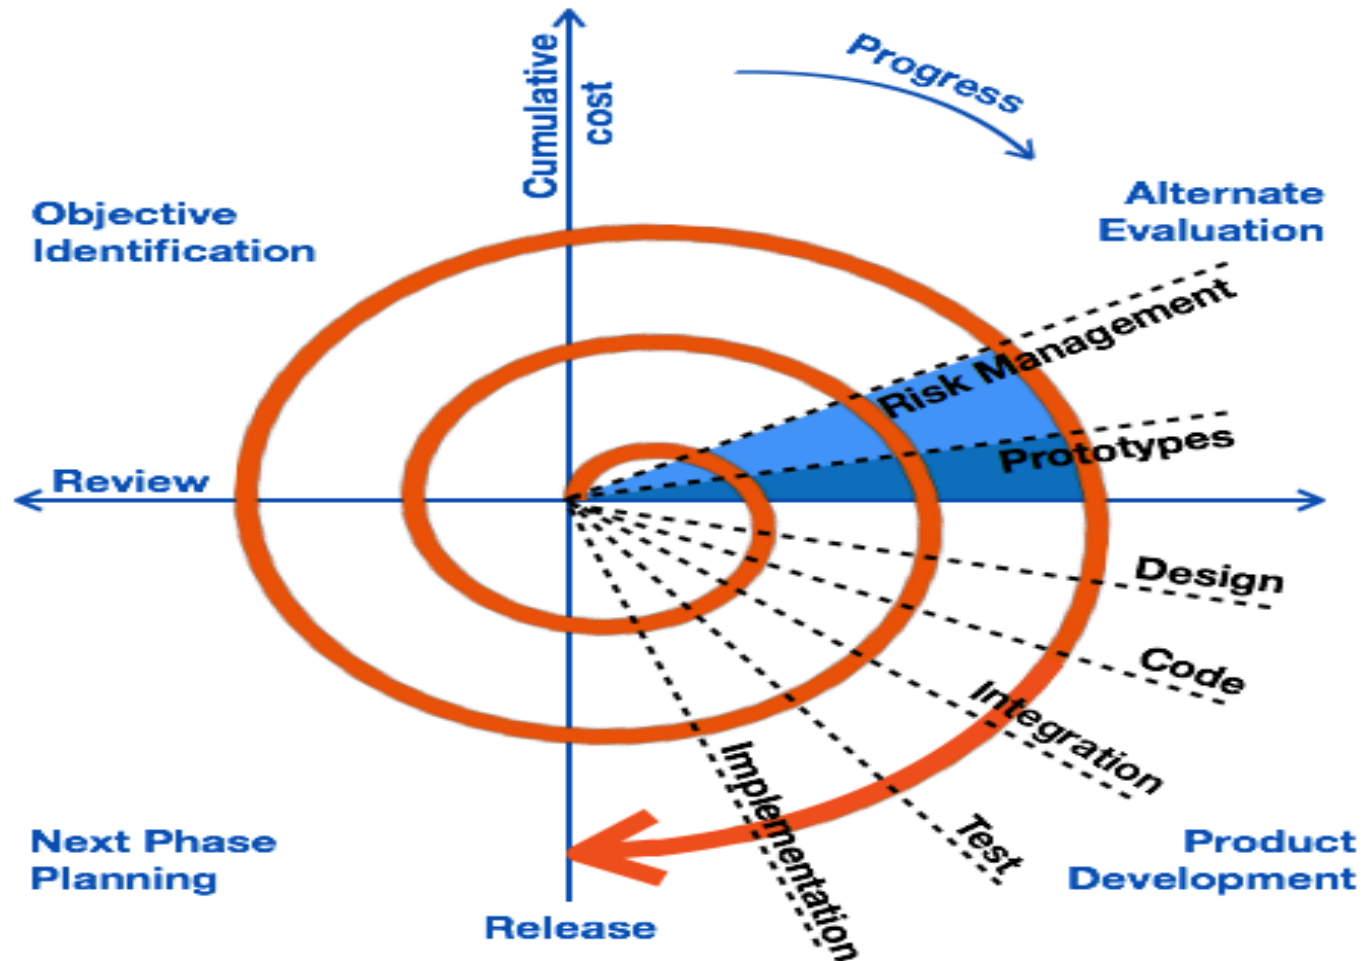 Cumulative
cost
Progress
Objective
Identification
Alternate
Evaluation
Risk Management
Prototypes
Review
Design
Code
Integration
Test
Implementation
Next Phase
Planning
Product
Development
Release